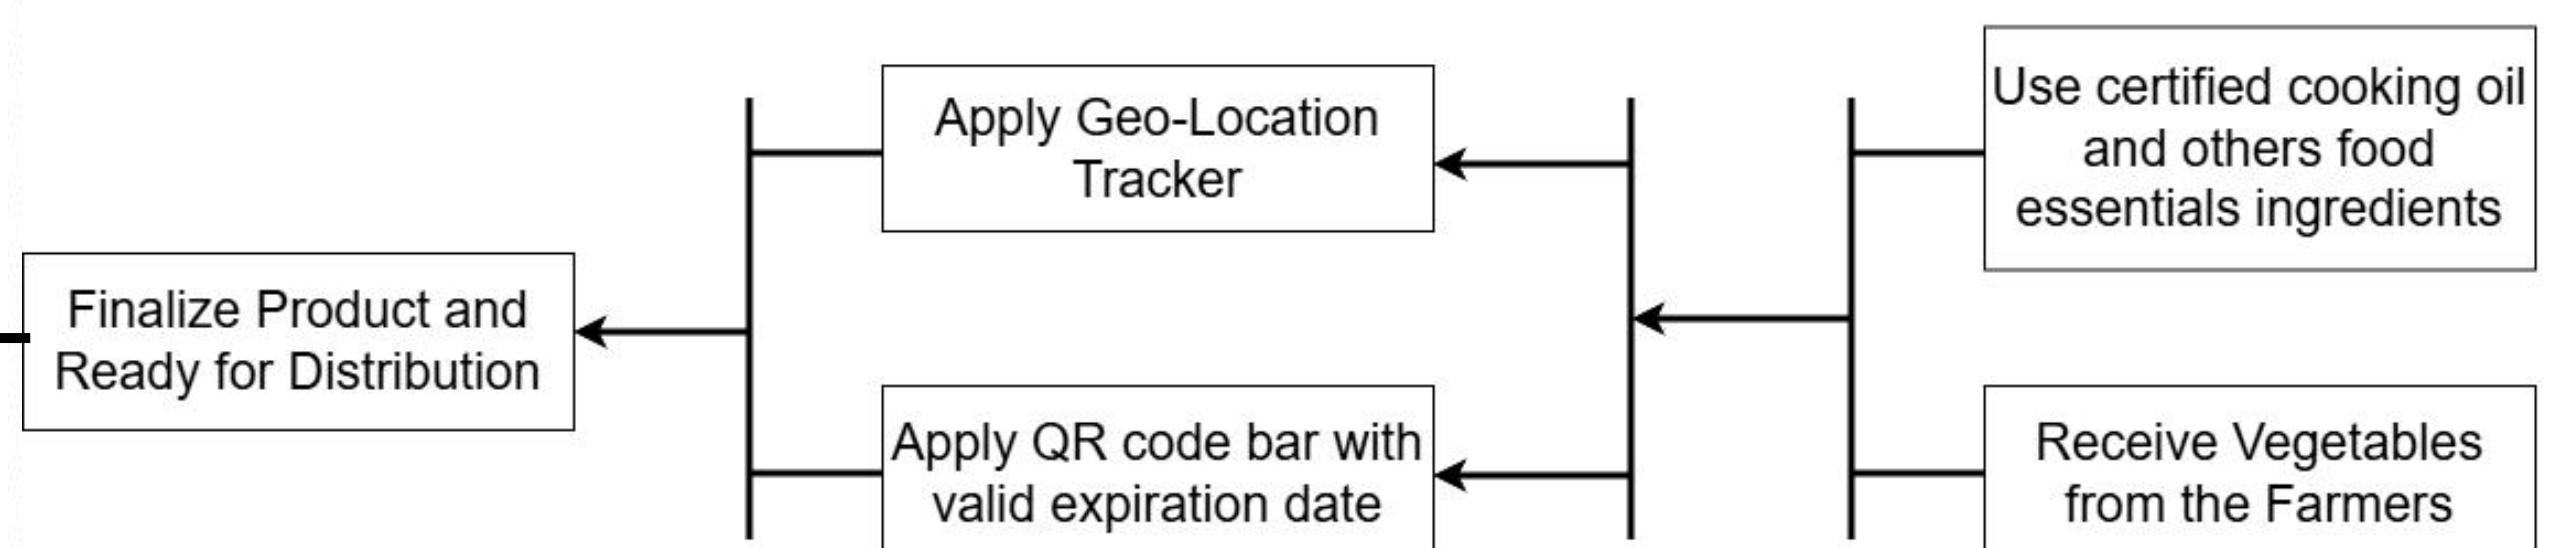 Use certified cooking oil
and others food
essentials ingredients
Apply Geo-Location
Tracker
Finalize Product and
Ready for Distribution
Apply QR code bar with
valid expiration date
Receive Vegetables
from the Farmers